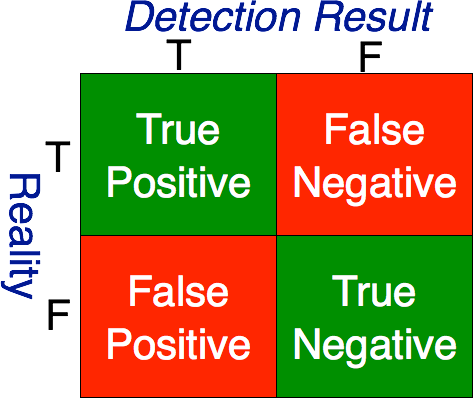 Detection Result
T
F
T
True
Positive
False
Negative
Reality
F
False
Positive
True
Negative